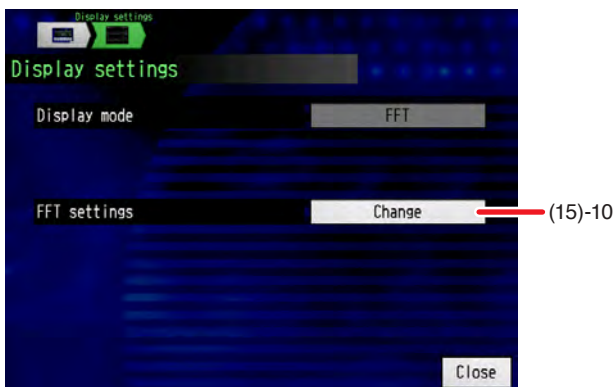 Display settings
Display settings
Display mode FFT
FFT settings Change
(15)-10
Close